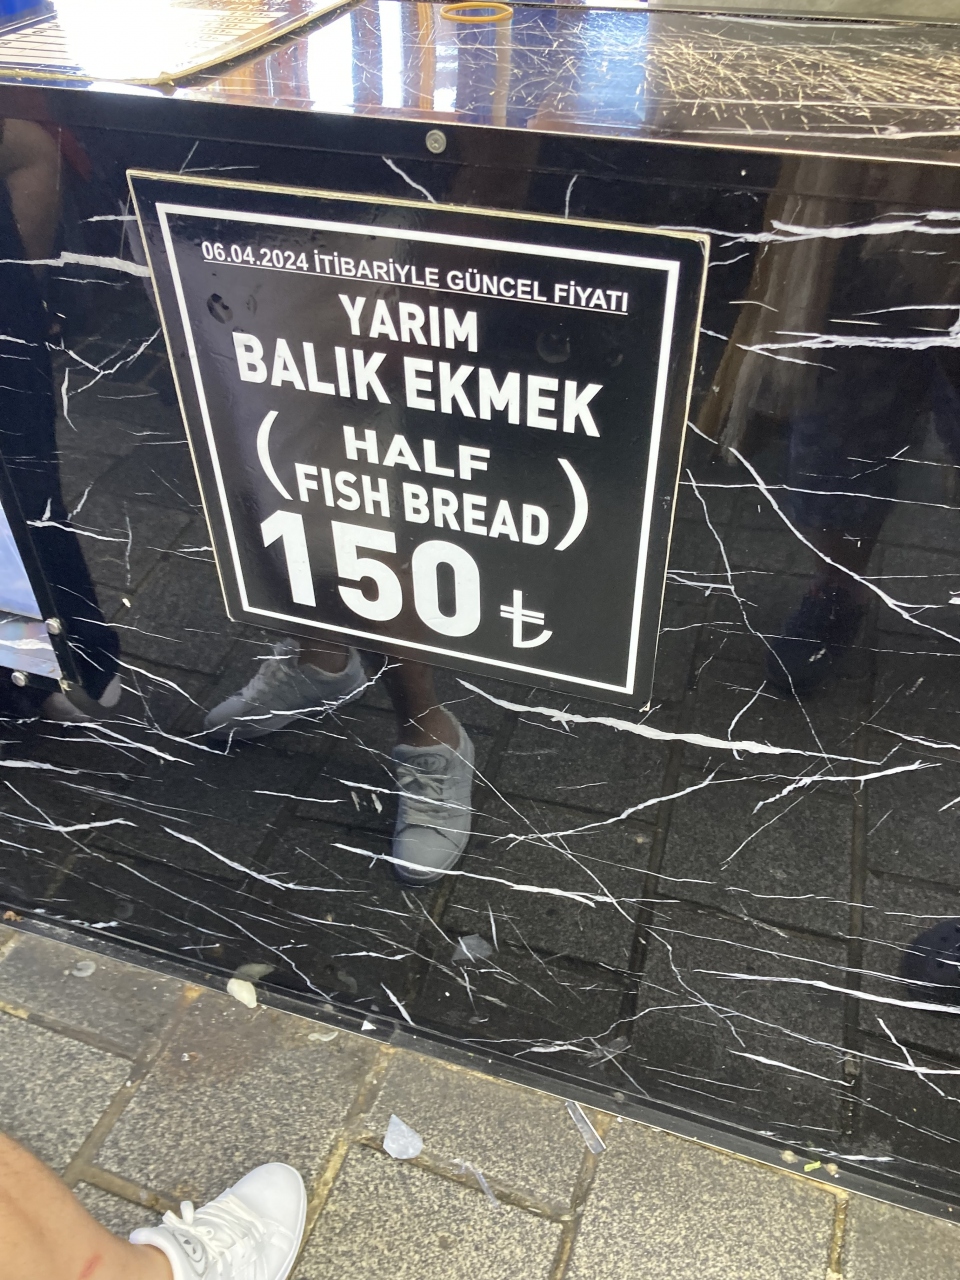 06.04.2024 İTİBARİYLE GÜNCEL FİYATI
YARIM
BALIK EKMEK
(HALF
FISH BREAD)
150 ₺